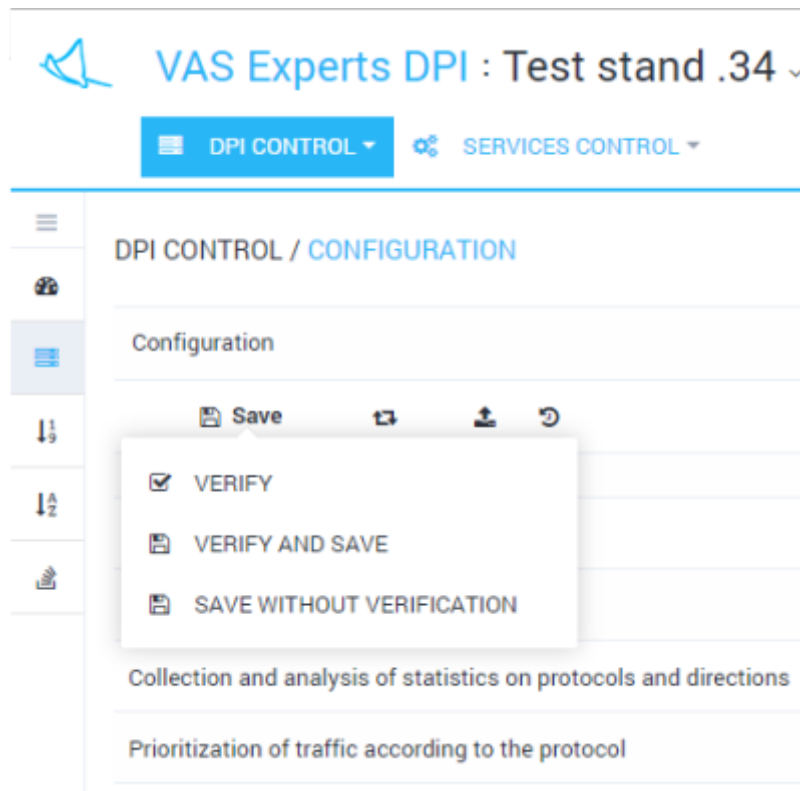 VAS Experts DPI : Test stand .34
DPI CONTROL
SERVICES CONTROL
DPI CONTROL / CONFIGURATION
Configuration
Save
VERIFY
VERIFY AND SAVE
SAVE WITHOUT VERIFICATION
Collection and analysis of statistics on protocols and directions
Prioritization of traffic according to the protocol